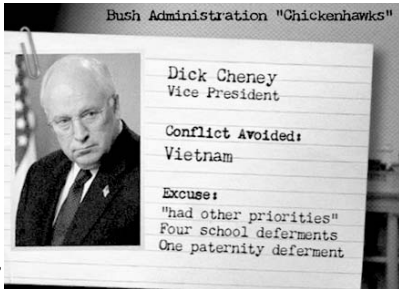 Bush Administration "Chickenhawks"
Dick Cheney
Vice President
Conflict Avoided:
Vietnam
Excuse:
"had other priorities"
Four school deferments
One paternity deferment